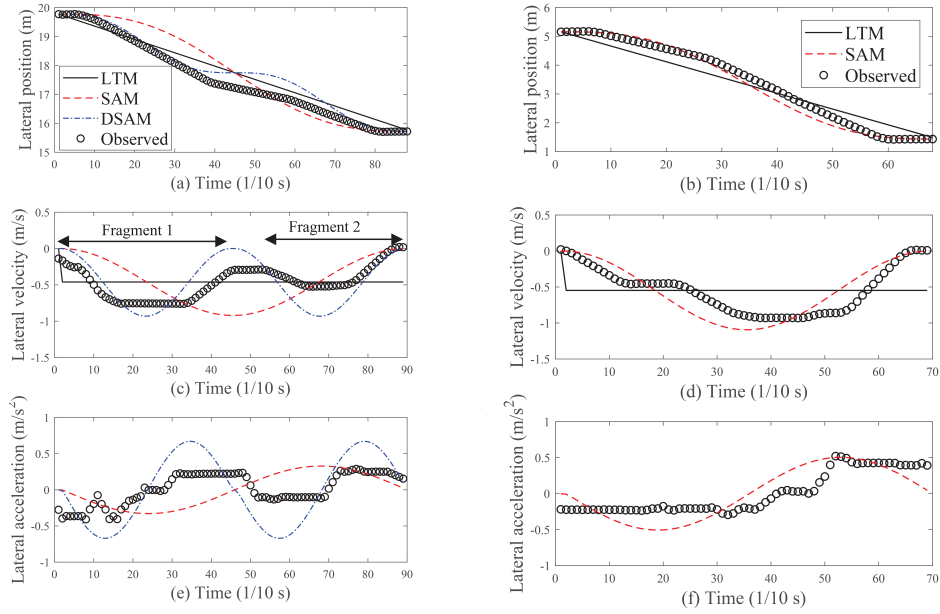 Lateral position (m)
20
19
18
17
16
15
LTM
SAM
DSAM
Observed
0 10 20 30 40 50 60 70 80
(a) Time (1/10 s)
Lateral position (m)
6
5
4
3
2
1
LTM
SAM
Observed
0 10 20 30 40 50 60
(b) Time (1/10 s)
Lateral velocity (m/s)
0.5
0
-0.5
-1
-1.5
Fragment 1
Fragment 2
0 10 20 30 40 50 60 70 80 90
(c) Time (1/10 s)
Lateral velocity (m/s)
0.5
0
-0.5
-1
-1.5
0 10 20 30 40 50 60 70
(d) Time (1/10 s)
Lateral acceleration (m/s²)
1
0.5
0
-0.5
-1
0 10 20 30 40 50 60 70 80 90
(e) Time (1/10 s)
Lateral acceleration (m/s²)
1
0.5
0
-0.5
-1
0 10 20 30 40 50 60 70
(f) Time (1/10 s)